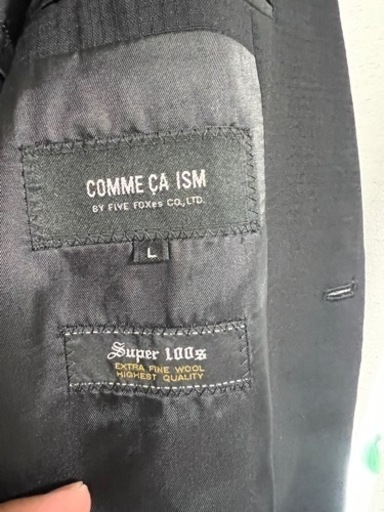 COMME ÇA ISM
BY FIVE FOXes CO., LTD.
L
Super 100s
EXTRA FINE WOOL
HIGHEST QUALITY